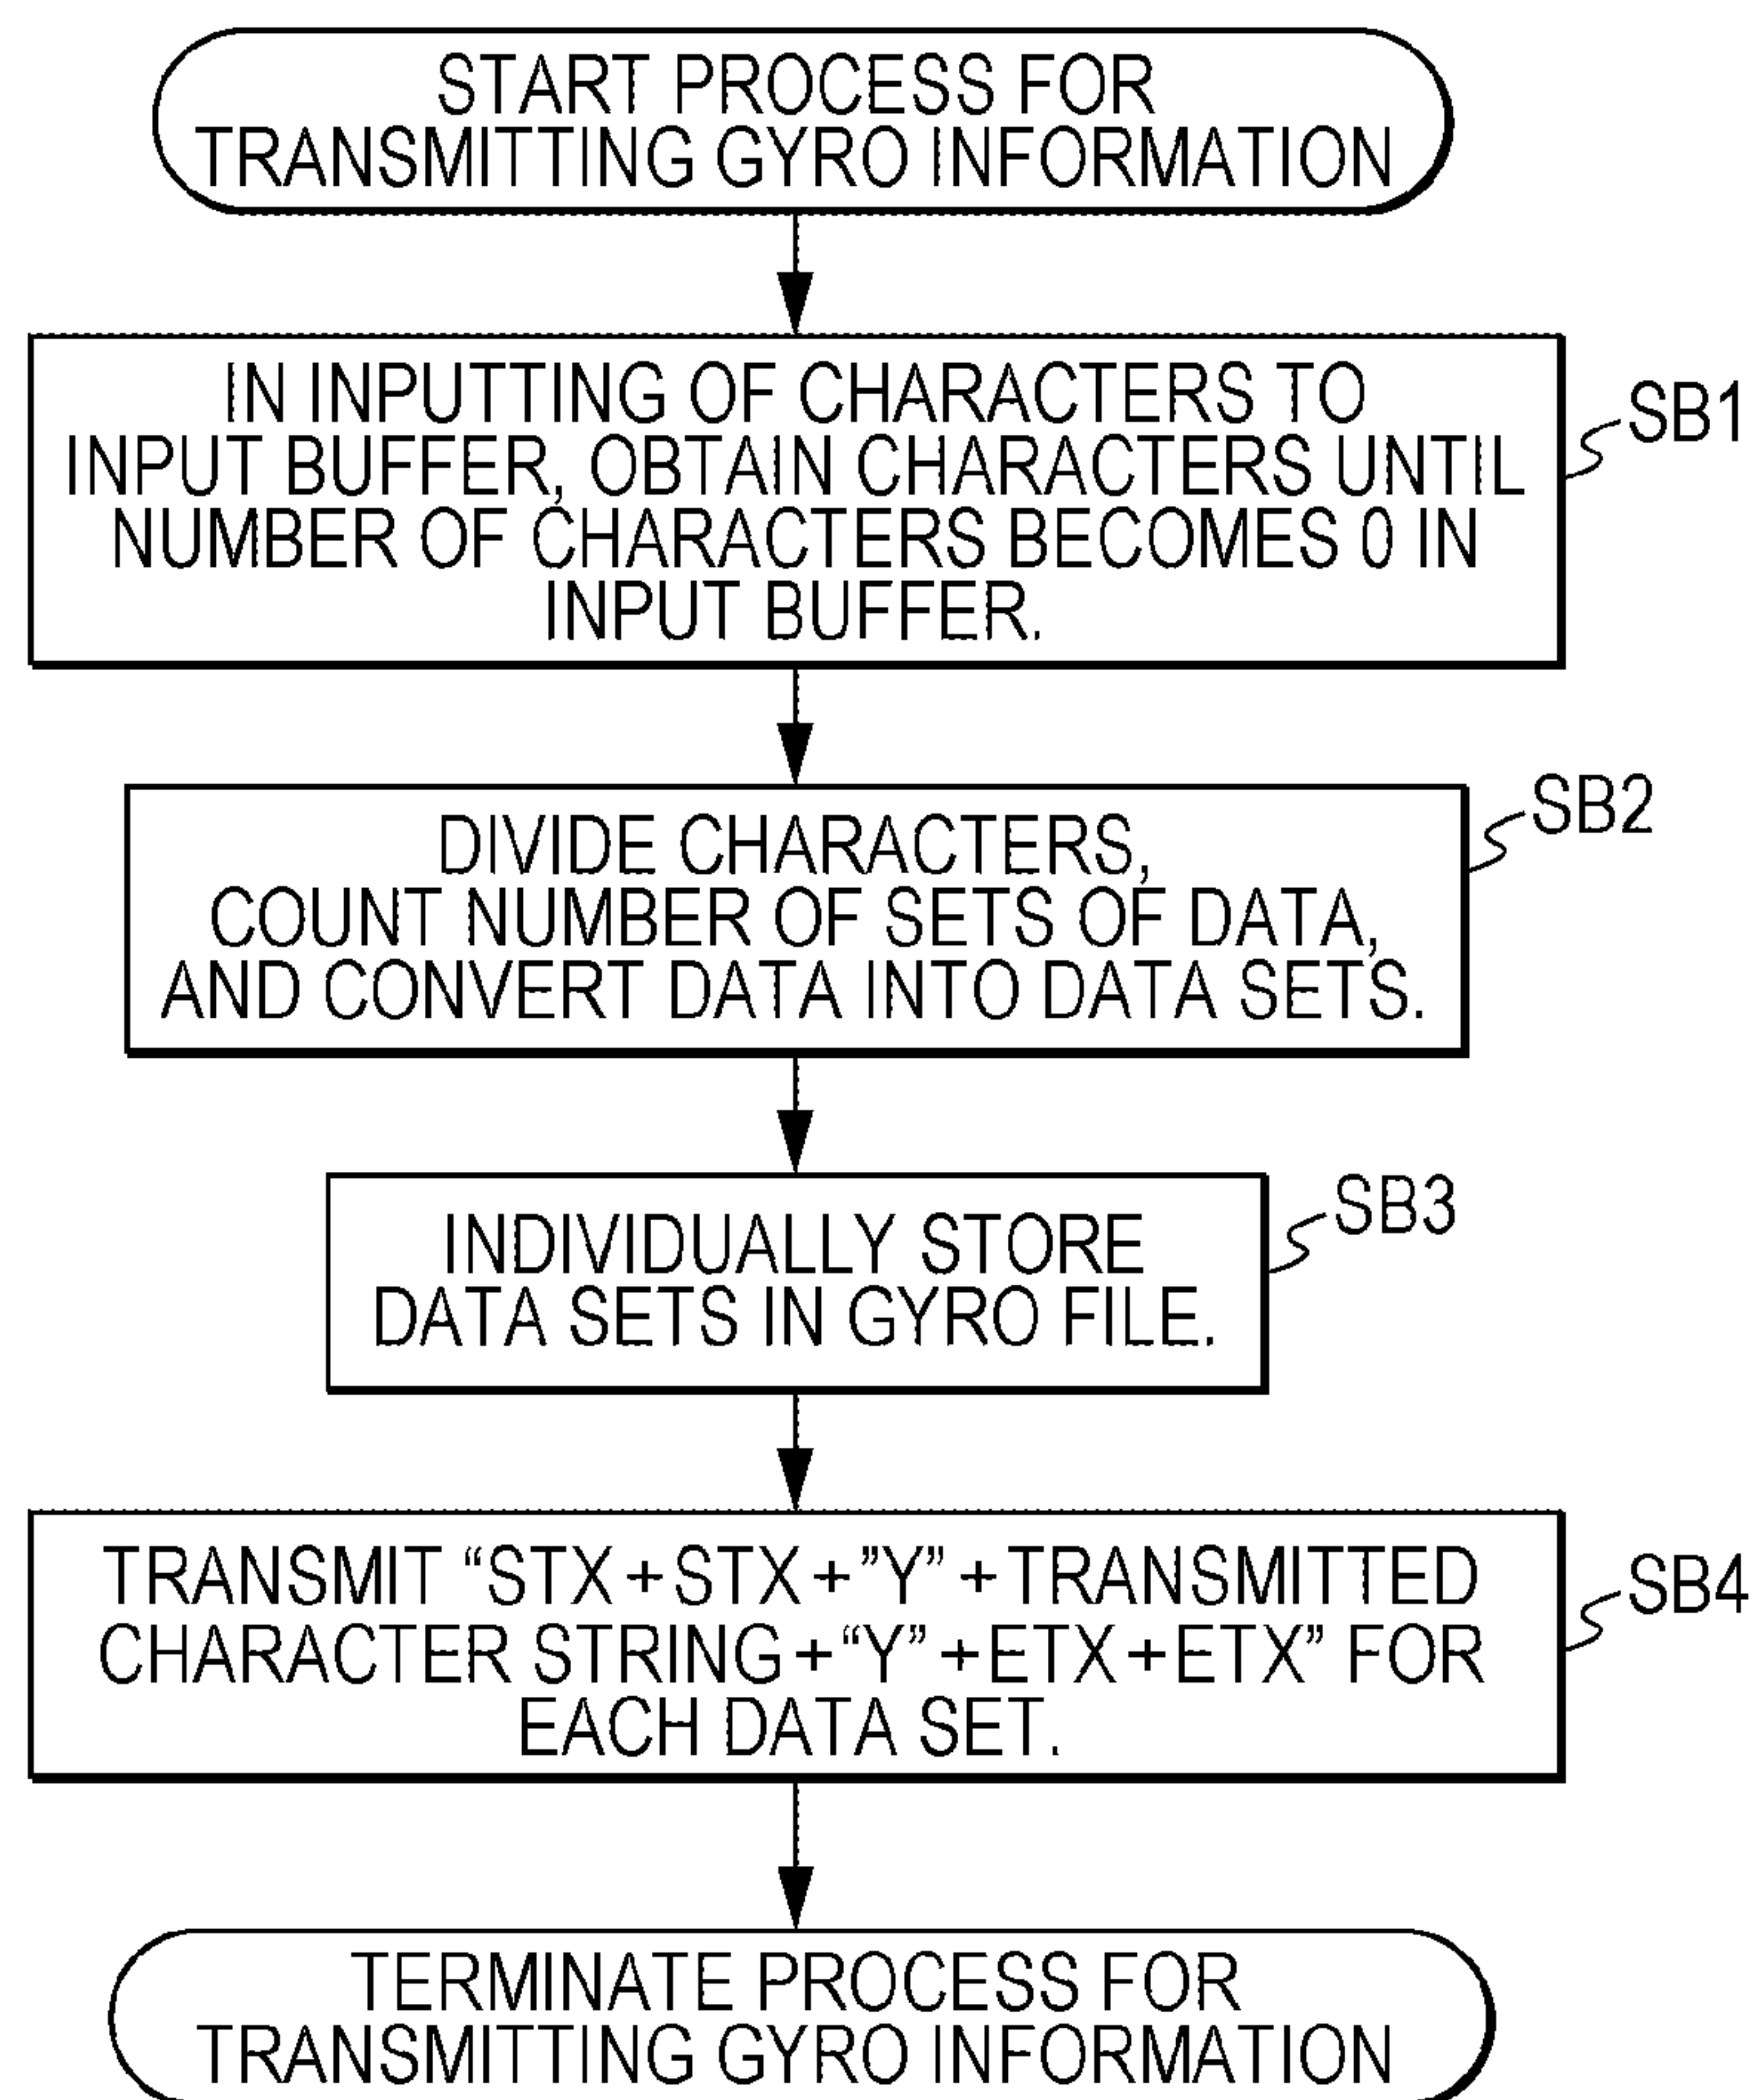 START PROCESS FOR
TRANSMITTING GYRO INFORMATION
IN INPUTTING OF CHARACTERS TO
INPUT BUFFER, OBTAIN CHARACTERS UNTIL
NUMBER OF CHARACTERS BECOMES 0 IN
INPUT BUFFER.
SB1
DIVIDE CHARACTERS,
COUNT NUMBER OF SETS OF DATA,
AND CONVERT DATA INTO DATA SETS.
SB2
INDIVIDUALLY STORE
DATA SETS IN GYRO FILE.
SB3
TRANSMIT “STX+STX+”Y”+ TRANSMITTED
CHARACTER STRING+“Y” +ETX+ETX” FOR
EACH DATA SET.
SB4
TERMINATE PROCESS FOR
TRANSMITTING GYRO INFORMATION